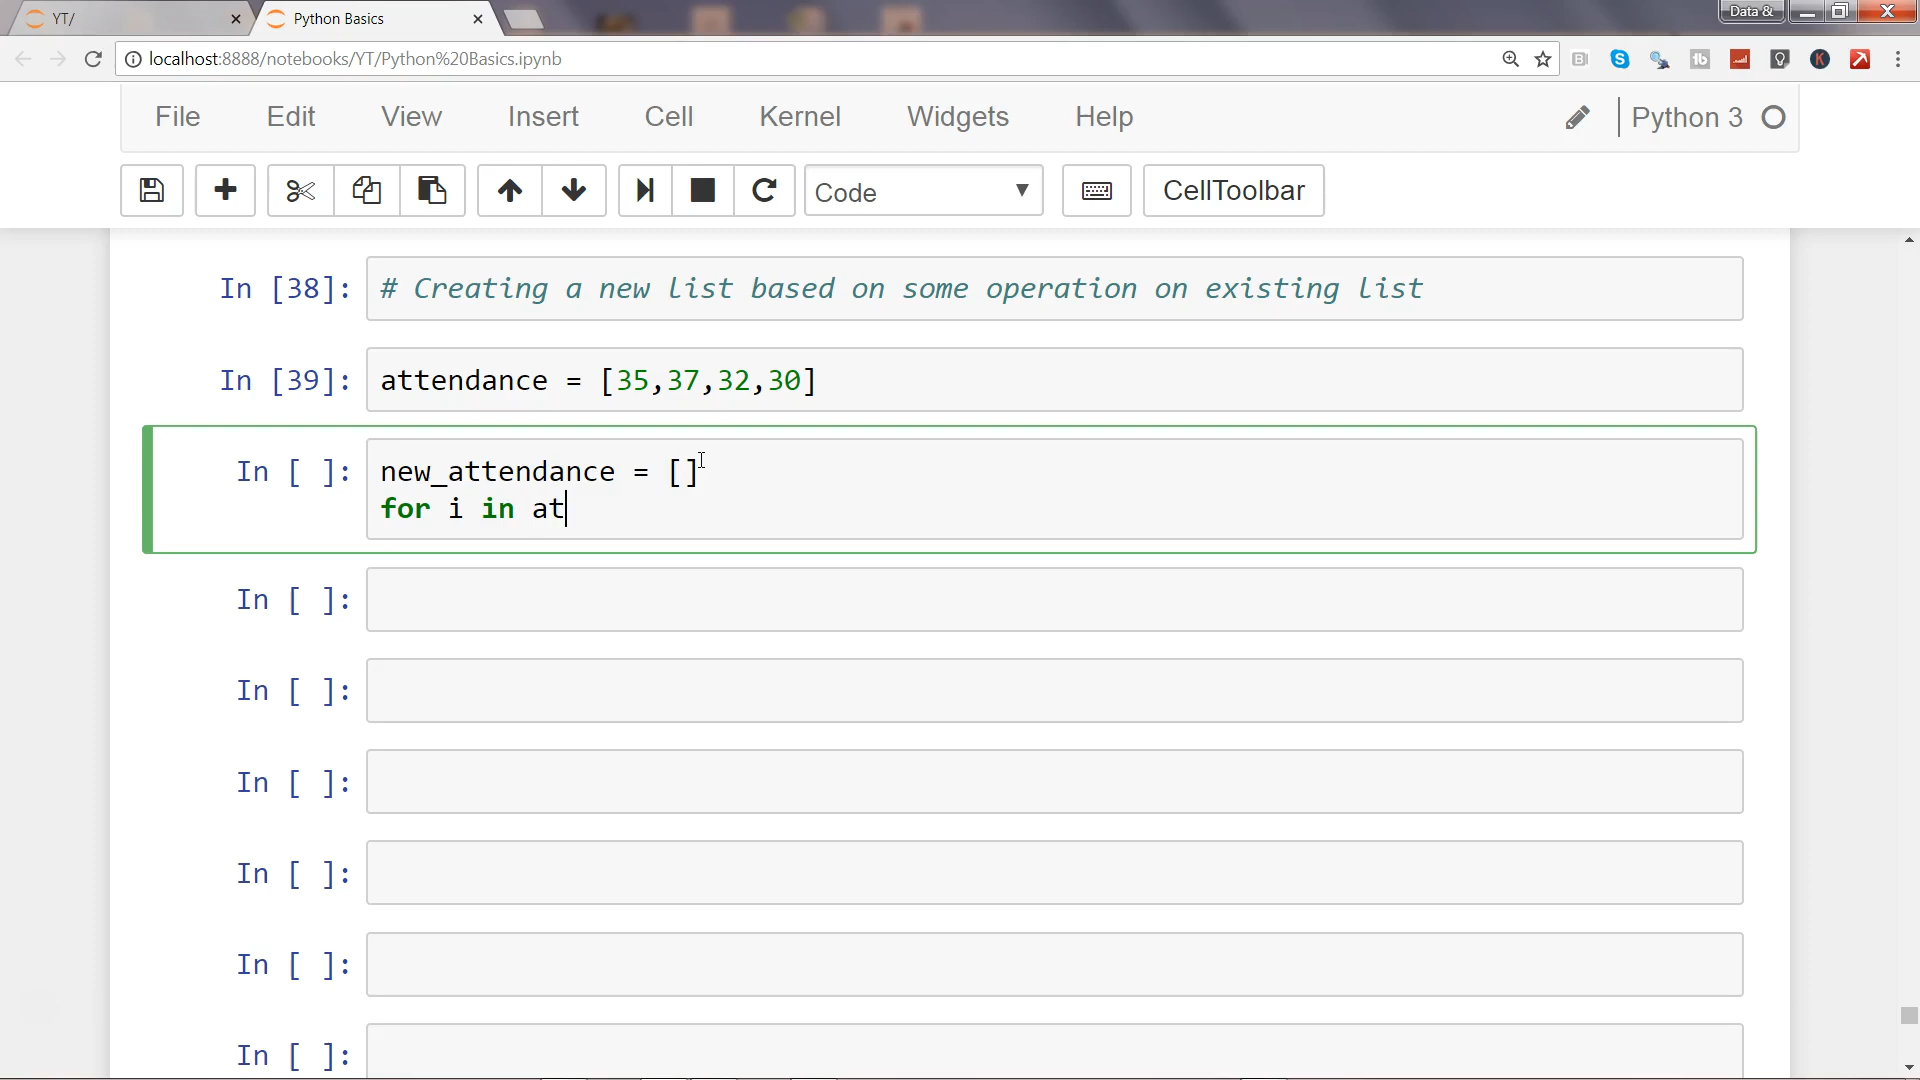 YT/
Python Basics
Data &
localhost:8888/notebooks/YT/Python%20Basics.ipynb
File Edit View Insert Cell Kernel Widgets Help Python 3
Code CellToolbar
In [38]: # Creating a new list based on some operation on existing list
In [39]: attendance = [35,37,32,30]
In [ ]: new_attendance = []
for i in at
In [ ]:
In [ ]:
In [ ]:
In [ ]:
In [ ]:
In [ ]: